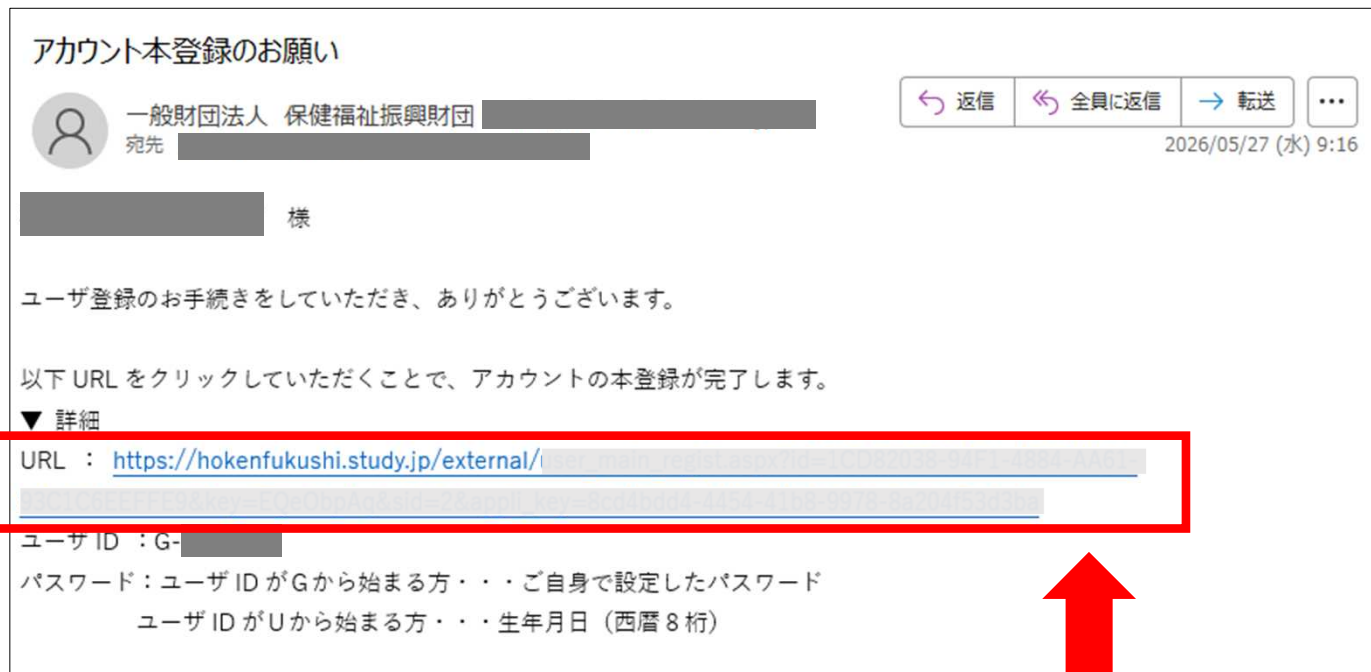 アカウント本登録のお願い
一般財団法人 保健福祉振興財団
返信 全員に返信 転送 …
宛先
2026/05/27 (水) 9:16
様
ユーザ登録のお手続きをしていただき、ありがとうございます。
以下 URL をクリックしていただくことで、アカウントの本登録が完了します。
▼ 詳細
URL ： https://hokenfukushi.study.jp/external/
ユーザ ID ：G-
パスワード：ユーザ ID がＧから始まる方・・・ご自身で設定したパスワード
ユーザ ID がＵから始まる方・・・生年月日（西暦８桁）